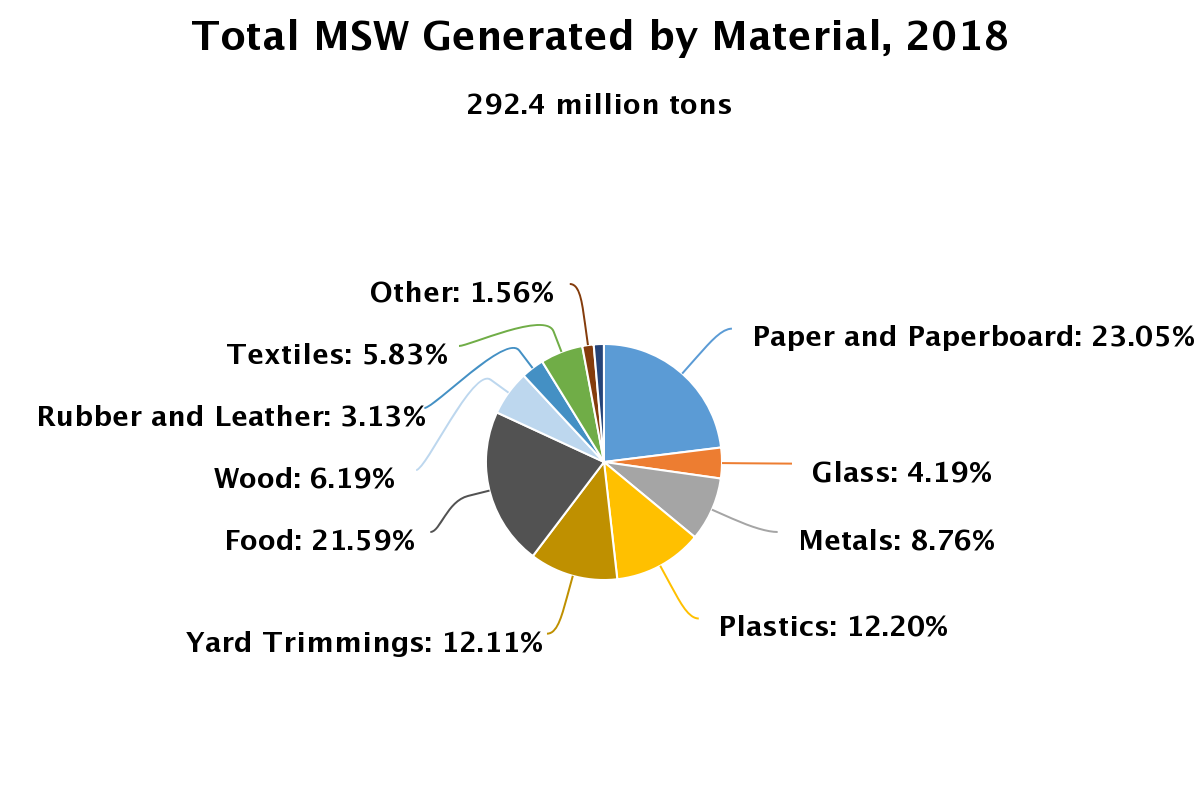 Total MSW Generated by Material, 2018
292.4 million tons
Other: 1.56%
Paper and Paperboard: 23.05%
Textiles: 5.83%
Rubber and Leather: 3.13%
Glass: 4.19%
Wood: 6.19%
Food: 21.59%
Metals: 8.76%
Plastics: 12.20%
Yard Trimmings: 12.11%